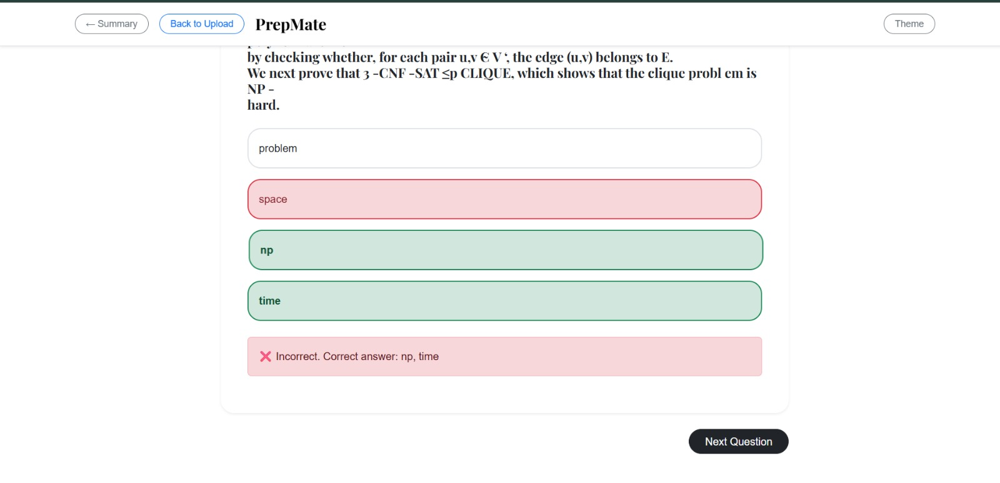 ← Summary
Back to Upload
PrepMate
Theme
by checking whether, for each pair u,v Є V ‘, the edge (u,v) belongs to E.
We next prove that 3 -CNF -SAT ≤p CLIQUE, which shows that the clique probl em is
NP -
hard.
problem
space
np
time
❌ Incorrect. Correct answer: np, time
Next Question